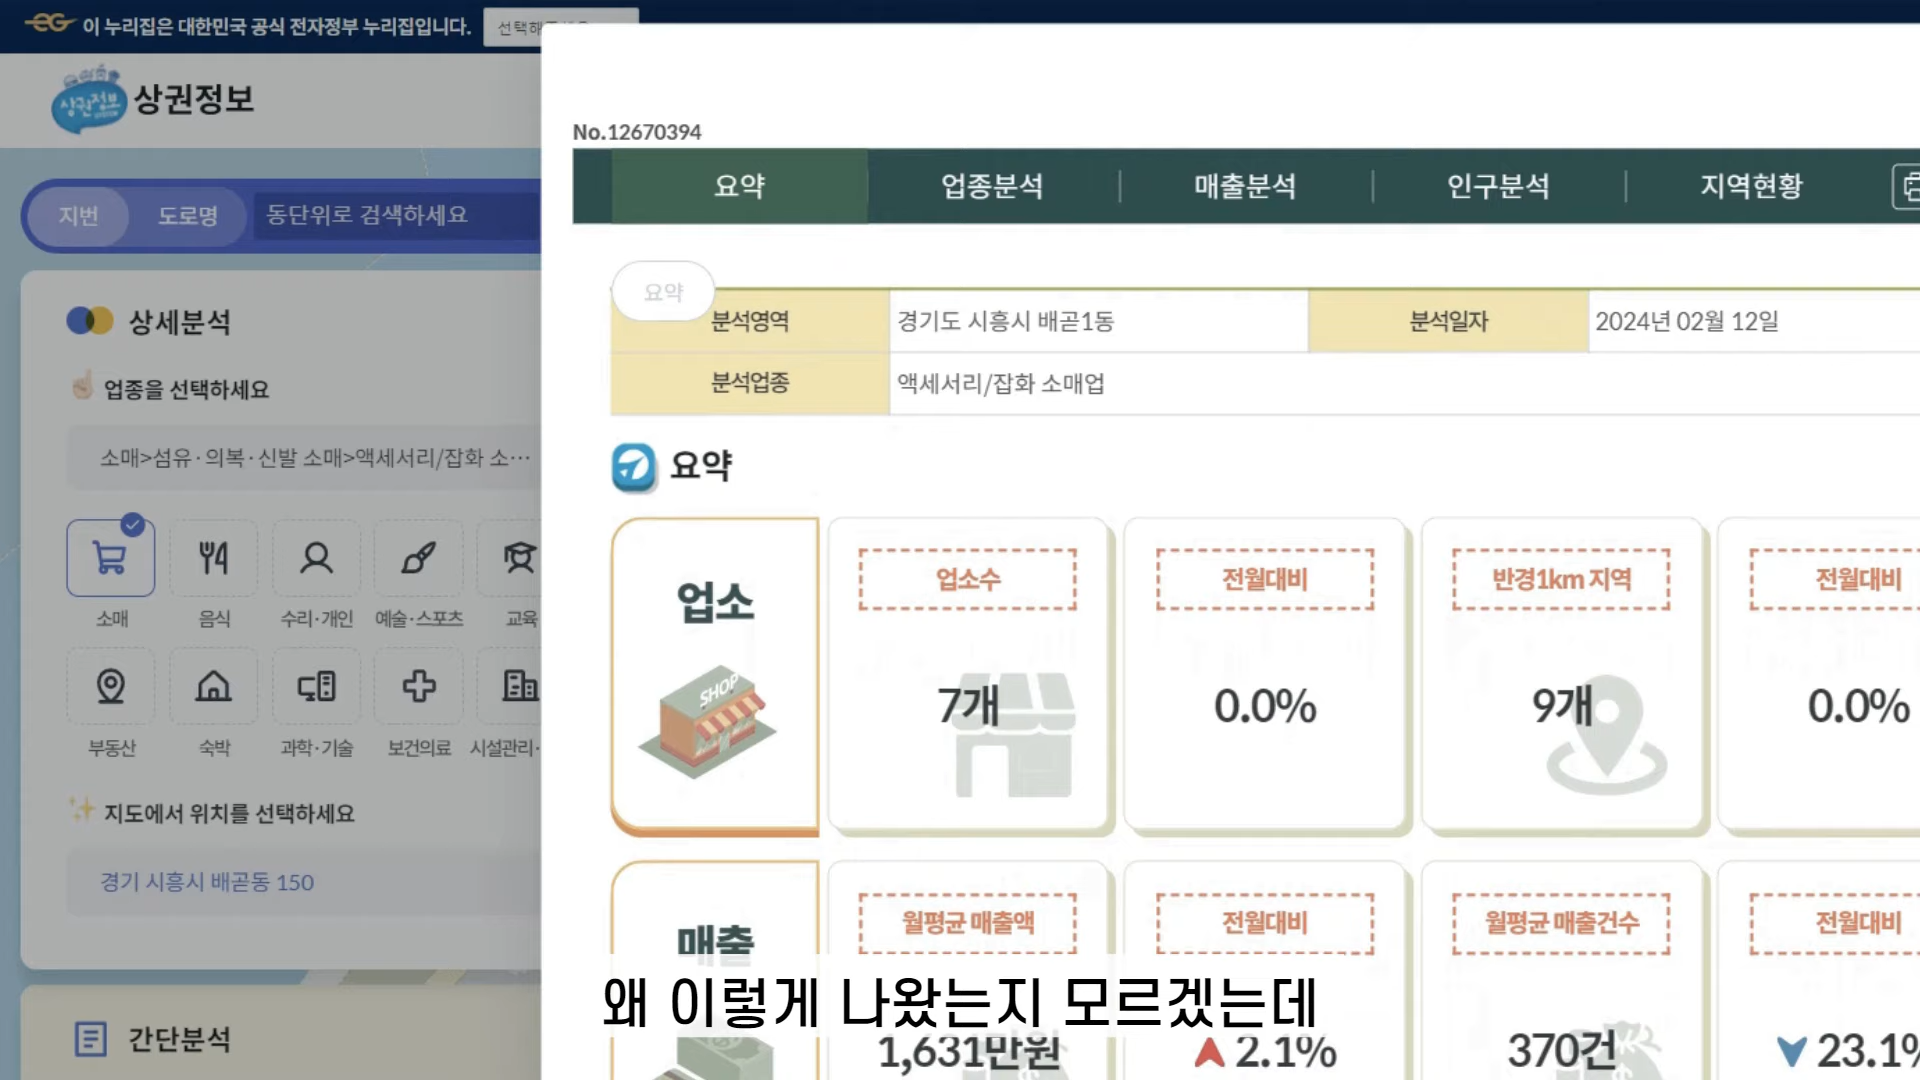 이 누리집은 대한민국 공식 전자정부 누리집입니다.
상권정보
상권정보
지번
도로명
동단위로 검색하세요
상세분석
업종을 선택하세요
소매>섬유·의복·신발 소매>액세서리/잡화 소…
소매
음식
수리·개인
예술·스포츠
교육
부동산
숙박
과학·기술
보건의료
시설관리·
지도에서 위치를 선택하세요
경기 시흥시 배곧동 150
간단분석
No.12670394
요약
업종분석
매출분석
인구분석
지역현황
요약
분석영역
경기도 시흥시 배곧1동
분석일자
2024년 02월 12일
분석업종
액세서리/잡화 소매업
요약
업소
SHOP
업소수
7개
전월대비
0.0%
반경1km 지역
9개
전월대비
0.0%
매출
월평균 매출액
1,631만원
전월대비
2.1%
월평균 매출건수
370건
전월대비
23.1%
왜 이렇게 나왔는지 모르겠는데